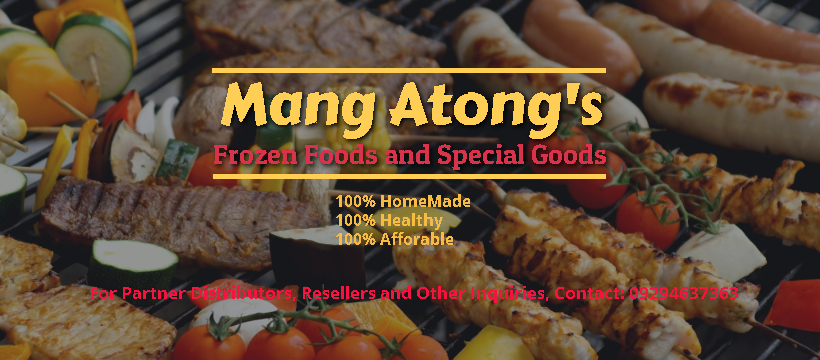 Mang Atong's
Frozen Foods and Special Goods
100% HomeMade
100% Healthy
100% Afforable
For Partner Distributors, Resellers and Other Inquiries, Contact: 09294637363